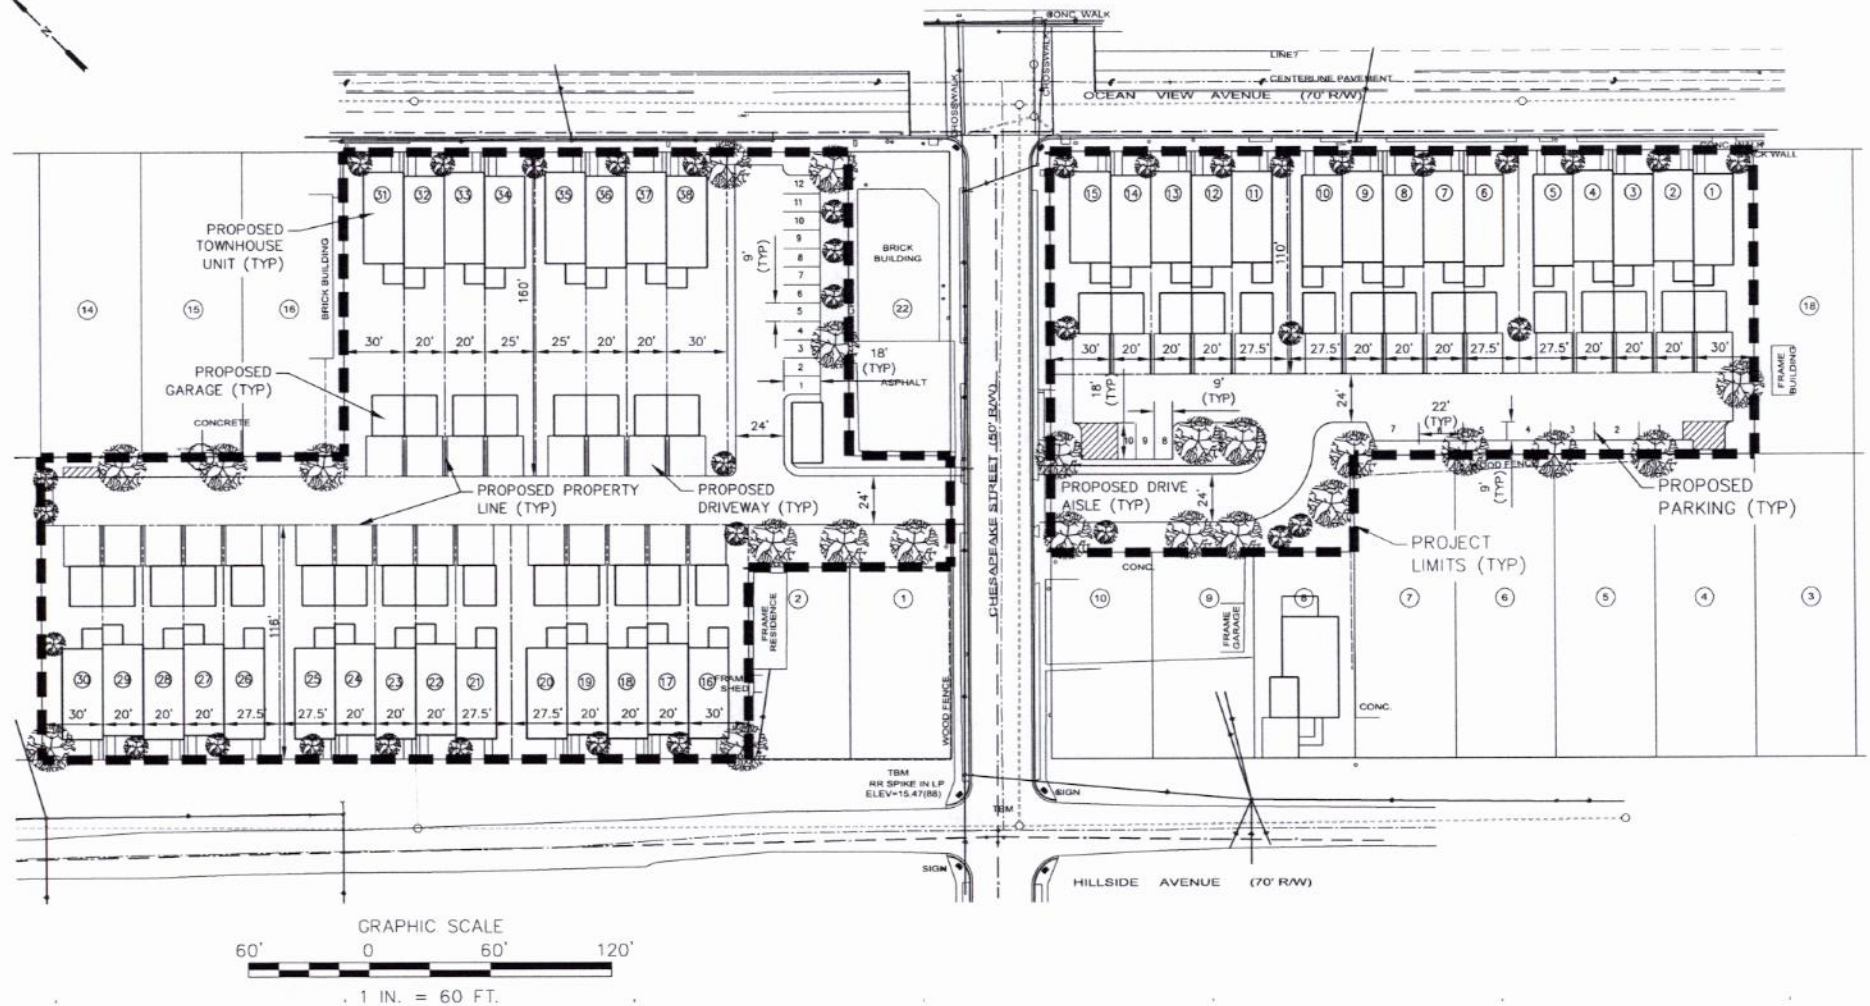 N
CONC. WALK
CROSSWALK
CROSSWALK
LINE?
CENTERLINE PAVEMENT
OCEAN VIEW AVENUE (70' R/W)
31
32
33
34
35
36
37
38
12
11
10
9
8
7
6
5
4
3
2
1
9'
(TYP)
18'
(TYP)
PROPOSED
TOWNHOUSE
UNIT (TYP)
BRICK BUILDING
14
15
16
160'
30'
20'
20'
25'
25'
20'
20'
30'
PROPOSED
GARAGE (TYP)
CONCRETE
24'
BRICK
BUILDING
22
ASPHALT
PROPOSED PROPERTY
LINE (TYP)
PROPOSED
DRIVEWAY (TYP)
24'
116'
30
29
28
27
26
25
24
23
22
21
20
19
18
17
16
30'
20'
20'
20'
27.5'
27.5'
20'
20'
20'
27.5'
27.5'
20'
20'
20'
30'
FRAME
RESIDENCE
SHED
2
1
WOOD FENCE
TBM
RR SPIKE IN LP
ELEV=15.47(88)
CHESAPEAKE STREET (50' R/W)
15
14
13
12
11
10
9
8
7
6
5
4
3
2
1
110'
30'
20'
20'
20'
27.5'
27.5'
20'
20'
20'
27.5'
27.5'
20'
20'
20'
30'
18
FRAME
BUILDING
18'
(TYP)
9'
(TYP)
24'
22'
(TYP)
10
9
8
7
5
4
2
9'
(TYP)
PROPOSED DRIVE
AISLE (TYP)
24'
PROPOSED
PARKING (TYP)
PROJECT
LIMITS (TYP)
CONC.
10
9
8
7
6
5
4
3
FRAME
GARAGE
CONC.
SIGN
TBM
SIGN
HILLSIDE AVENUE (70' R/W)
GRAPHIC SCALE
60' 0 60' 120'
1 IN. = 60 FT.